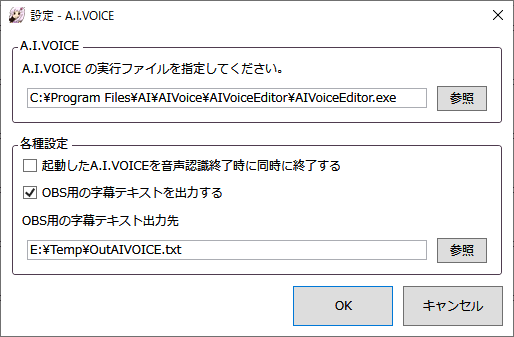 設定 - A.I.VOICE
A.I.VOICE
A.I.VOICE の実行ファイルを指定してください。
C:¥Program Files¥AI¥AIVoice¥AIVoiceEditor¥AIVoiceEditor.exe
参照
各種設定
起動したA.I.VOICEを音声認識終了時に同時に終了する
OBS用の字幕テキストを出力する
OBS用の字幕テキスト出力先
E:¥Temp¥OutAIVOICE.txt
参照
OK
キャンセル